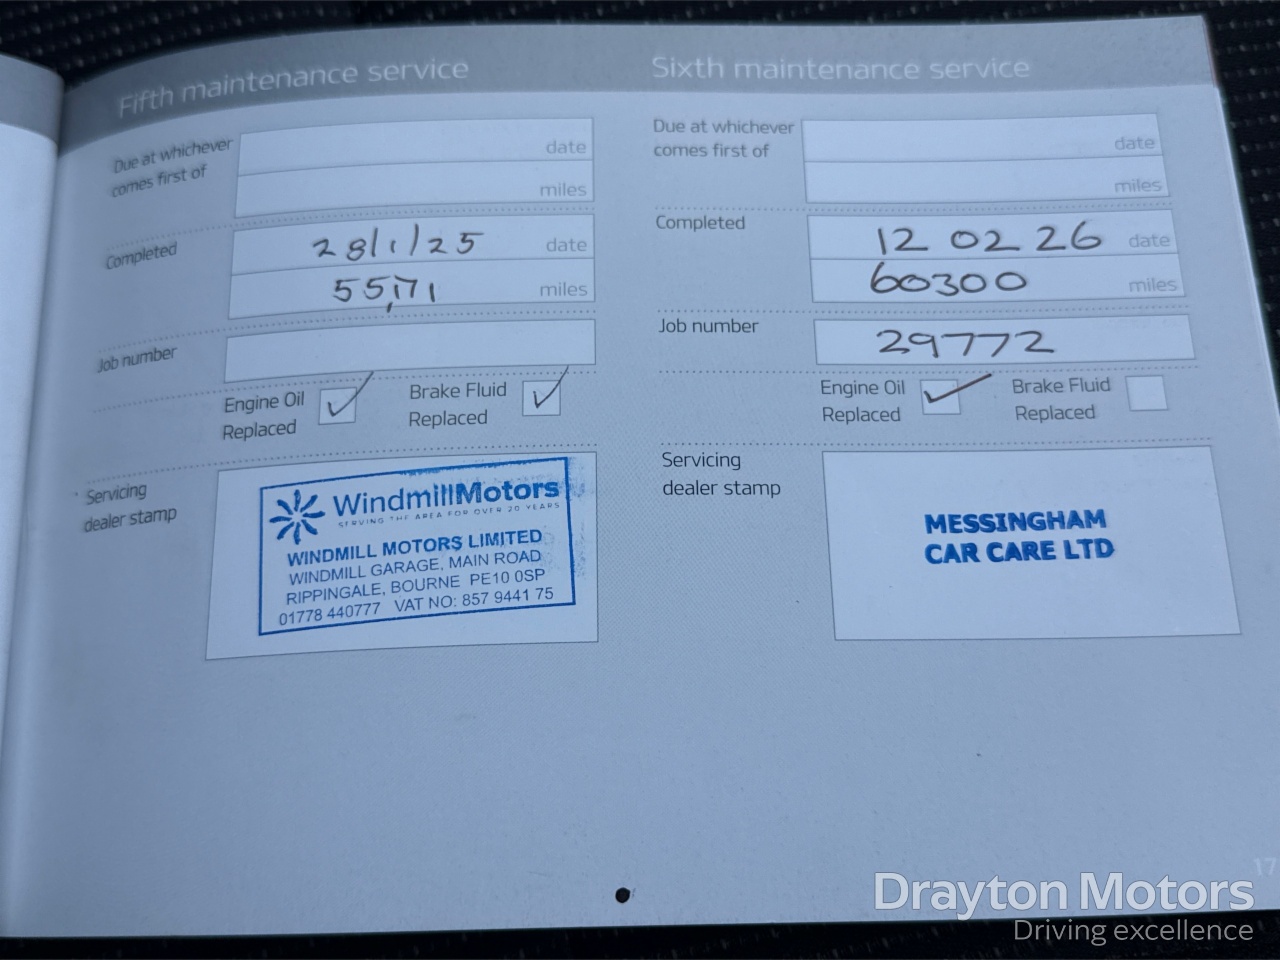 Fifth maintenance service
Due at whichever
comes first of
date
miles
Completed
28/1/25 date
55,171 miles
Job number
Engine Oil
Replaced
Brake Fluid
Replaced
Servicing
dealer stamp
WindmillMotors
SERVING THE AREA FOR OVER 20 YEARS
WINDMILL MOTORS LIMITED
WINDMILL GARAGE, MAIN ROAD
RIPPINGALE, BOURNE PE10 0SP
01778 440777 VAT NO: 857 9441 75
Sixth maintenance service
Due at whichever
comes first of
date
miles
Completed
12 02 26 date
60300 miles
Job number
29772
Engine Oil
Replaced
Brake Fluid
Replaced
Servicing
dealer stamp
MESSINGHAM
CAR CARE LTD
17
Drayton Motors
Driving excellence